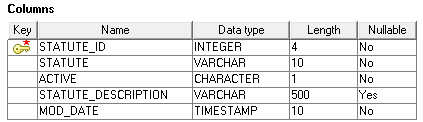 Columns
Key Name Data type Length Nullable
STATUTE_ID INTEGER 4 No
STATUTE VARCHAR 10 No
ACTIVE CHARACTER 1 No
STATUTE_DESCRIPTION VARCHAR 500 Yes
MOD_DATE TIMESTAMP 10 No